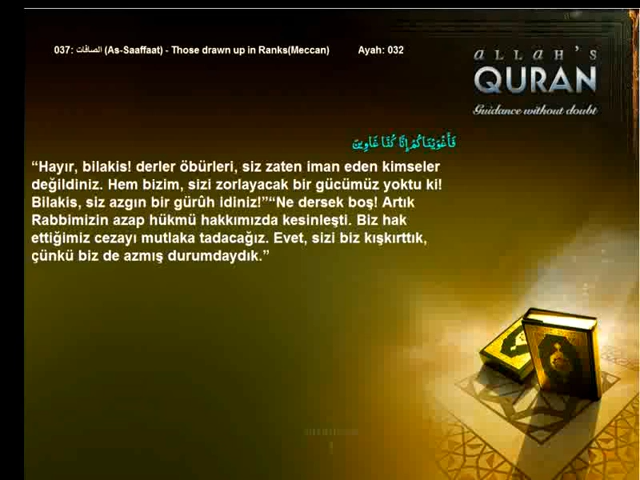 037: الصافات (As-Saaffaat) - Those drawn up in Ranks(Meccan) Ayah: 032
ALLAH'S
QURAN
Guidance without doubt
فَأَغْوَيْنَاكُمْ إِنَّا كُنَّا غَاوِينَ
“Hayır, bilakis! derler öbürleri, siz zaten iman eden kimseler
değildiniz. Hem bizim, sizi zorlayacak bir gücümüz yoktu ki!
Bilakis, siz azgın bir gürûh idiniz!”“Ne dersek boş! Artık
Rabbimizin azap hükmü hakkımızda kesinleşti. Biz hak
ettiğimiz cezayı mutlaka tadacağız. Evet, sizi biz kışkırttık,
çünkü biz de azmış durumdaydık.”